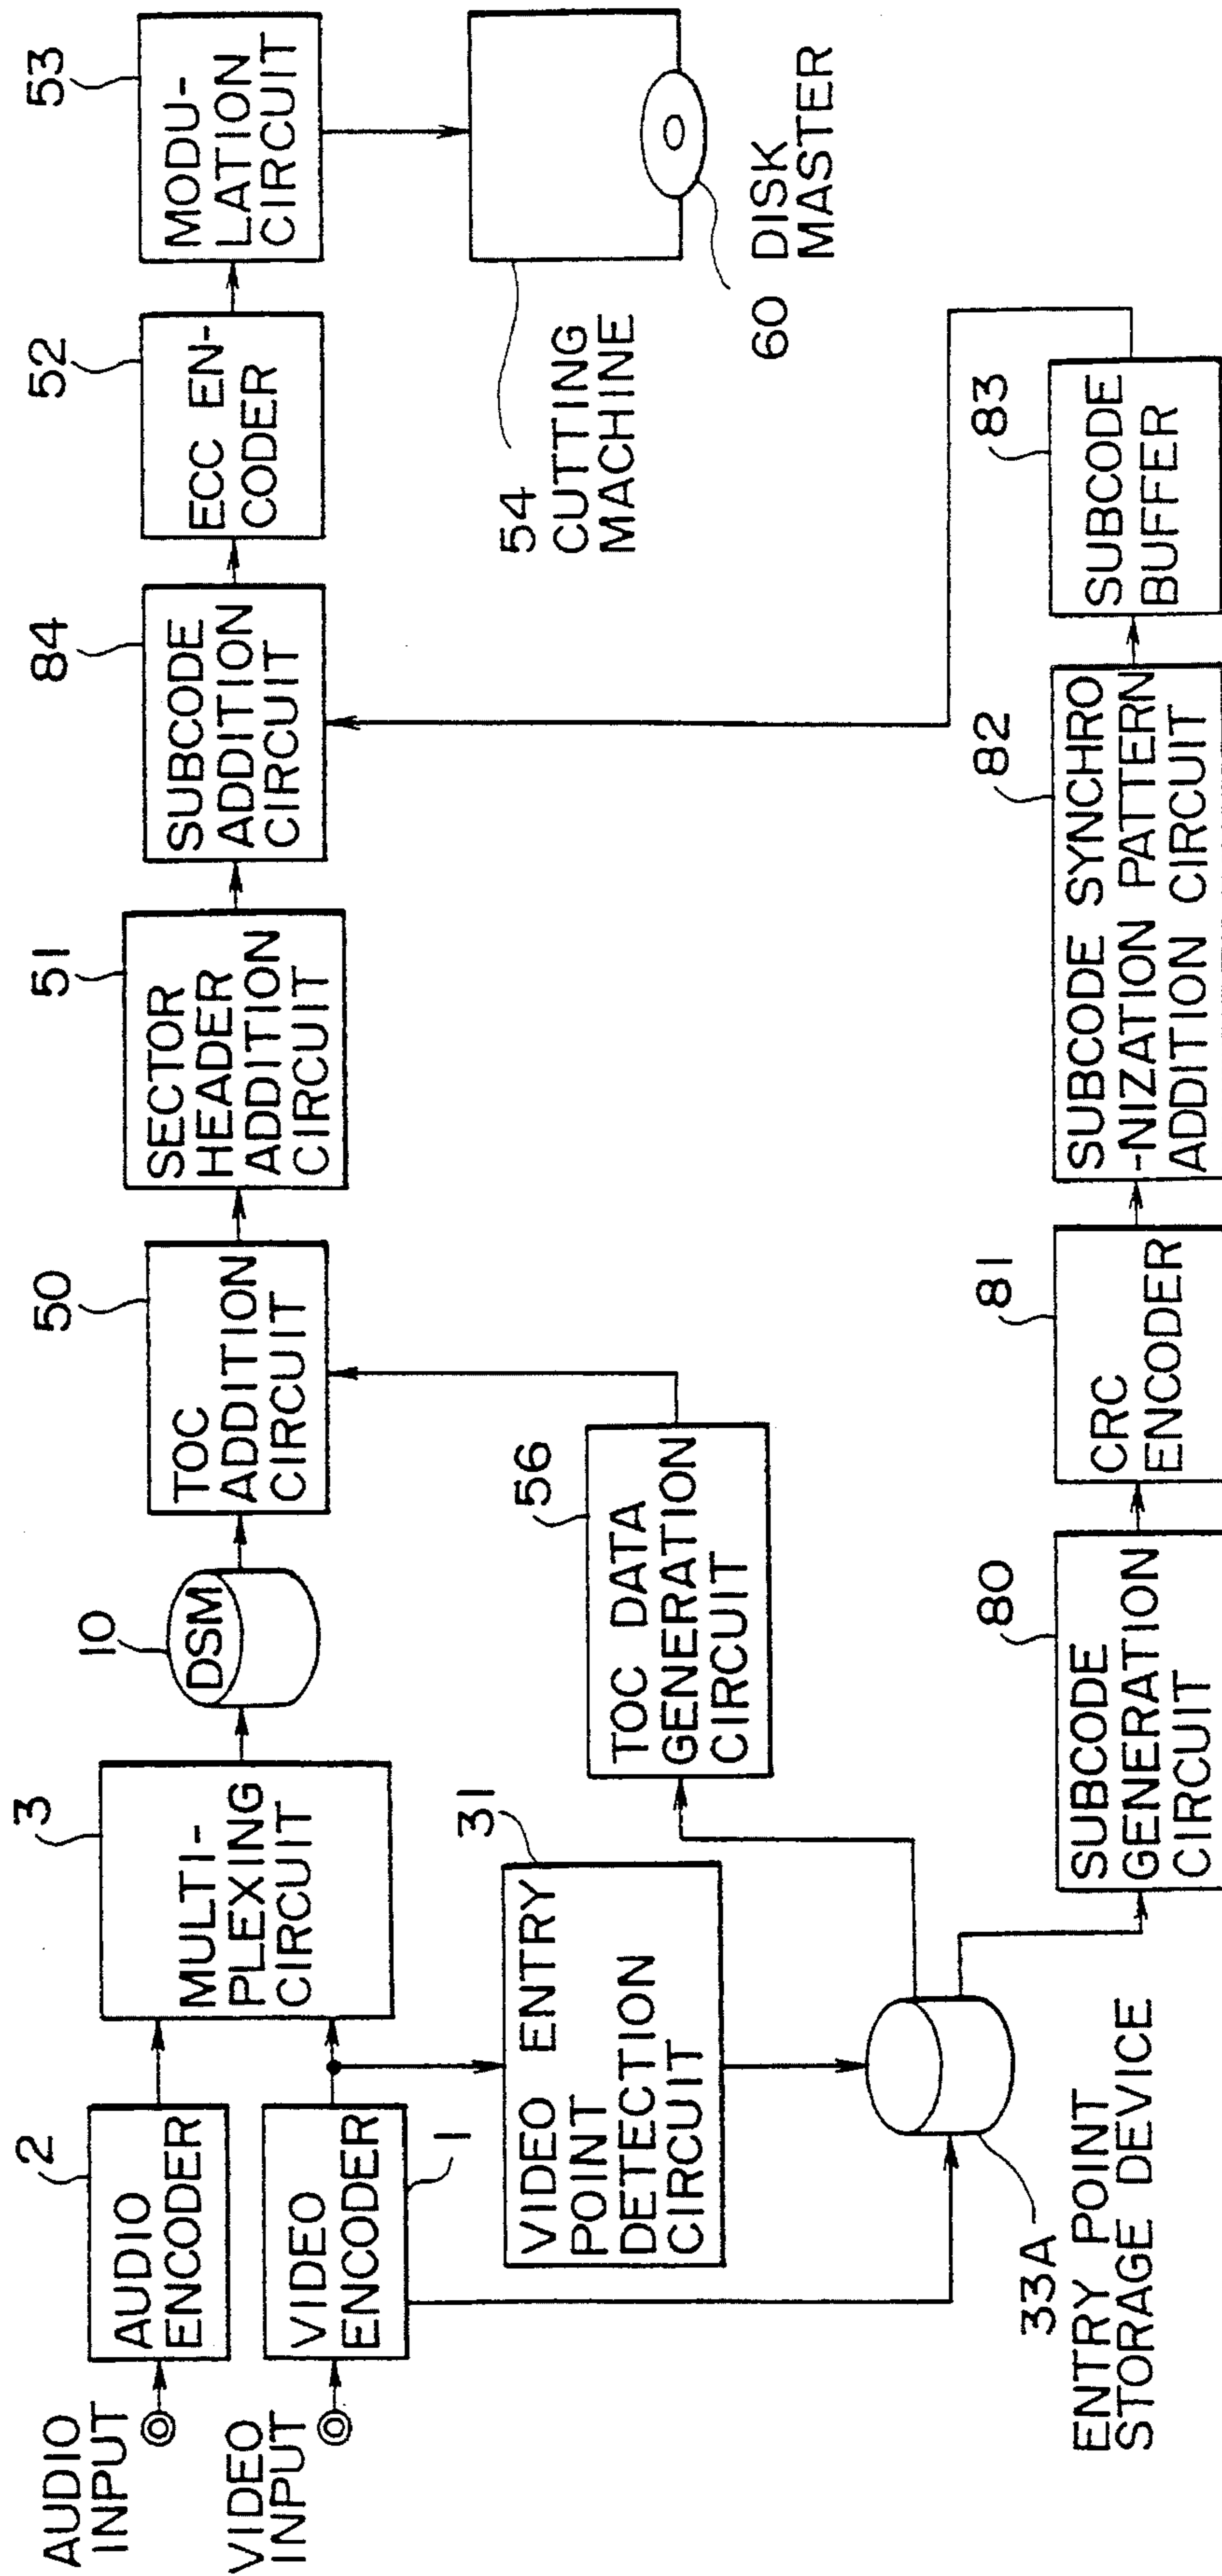 AUDIO
INPUT
VIDEO
INPUT
2
AUDIO
ENCODER
VIDEO
ENCODER
1
3
MULTI-
PLEXING
CIRCUIT
10
DSM
50
TOC
ADDITION
CIRCUIT
51
SECTOR
HEADER
ADDITION
CIRCUIT
84
SUBCODE
ADDITION
CIRCUIT
52
ECC EN-
CODER
53
MODU-
LATION
CIRCUIT
54
CUTTING
MACHINE
60 DISK
MASTER
31
VIDEO ENTRY
POINT
DETECTION
CIRCUIT
56
TOC DATA
GENERATION
CIRCUIT
33A
ENTRY POINT
STORAGE DEVICE
80
SUBCODE
GENERATION
CIRCUIT
81
CRC
ENCODER
82
SUBCODE SYNCHRO
-NIZATION PATTERN
ADDITION CIRCUIT
83
SUBCODE
BUFFER